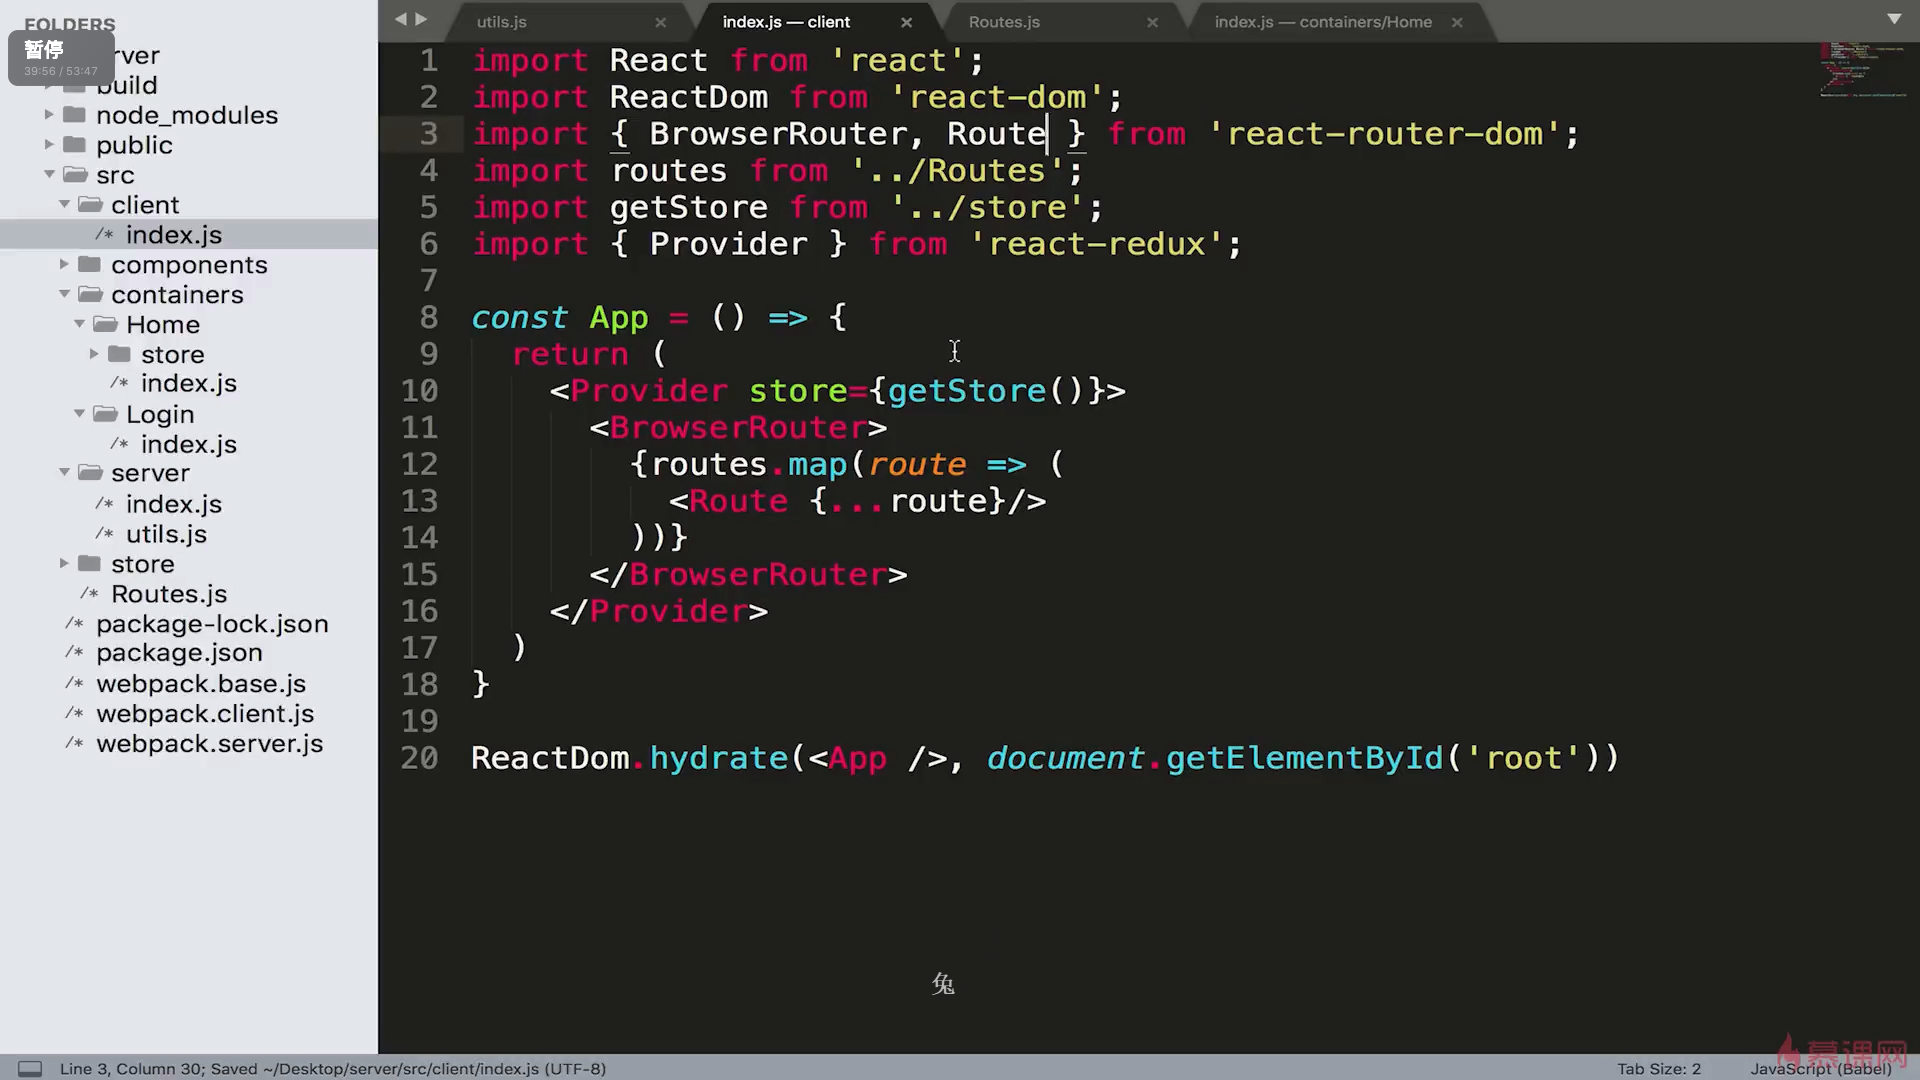 FOLDERS
暂停
39:56 / 53:47
rver
build
node_modules
public
src
client
/* index.js
components
containers
Home
store
/* index.js
Login
/* index.js
server
/* index.js
/* utils.js
store
/* Routes.js
/* package-lock.json
/* package.json
/* webpack.base.js
/* webpack.client.js
/* webpack.server.js
utils.js
index.js — client
Routes.js
index.js — containers/Home
1 import React from 'react';
2 import ReactDom from 'react-dom';
3 import { BrowserRouter, Route } from 'react-router-dom';
4 import routes from '../Routes';
5 import getStore from '../store';
6 import { Provider } from 'react-redux';
7
8 const App = () => {
9 return (
10 <Provider store={getStore()}>
11 <BrowserRouter>
12 {routes.map(route => (
13 <Route {...route}/>
14 ))}
15 </BrowserRouter>
16 </Provider>
17 )
18 }
19
20 ReactDom.hydrate(<App />, document.getElementById('root'))
兔
慕课网
Line 3, Column 30; Saved ~/Desktop/server/src/client/index.js (UTF-8)
Tab Size: 2
JavaScript (Babel)